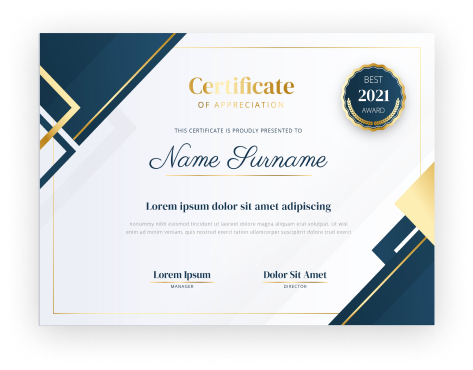 Certificate
OF APPRECIATION
BEST
2021
AWARD
THIS CERTIFICATE IS PROUDLY PRESENTED TO
Name Surname
Lorem ipsum dolor sit amet adipiscing
nonummy nibh euismod tincidunt ut laoreet dolore magna aliquam erat volutpat. ut wisi
enim ad minim veniam, quis nostrud exerci tation ullamcorper suscipit lobortis nisl
Lorem Ipsum
MANAGER
Dolor Sit Amet
DIRECTOR